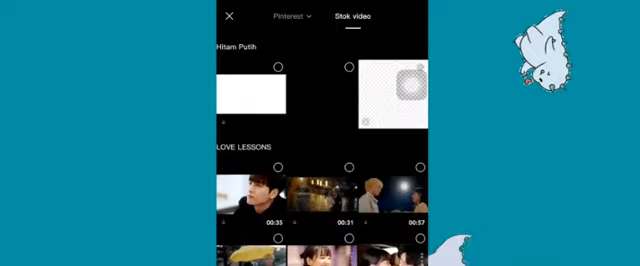 Pinterest Stok video
Hitam Putih
LOVE LESSONS
00:35 00:31 00:57